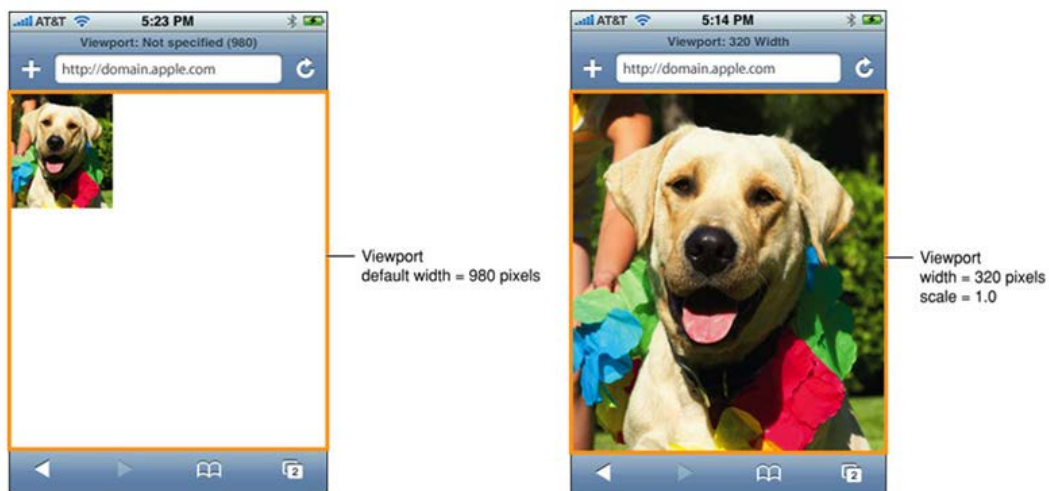 AT&T 5:23 PM
Viewport: Not specified (980)
http://domain.apple.com
2
Viewport
default width = 980 pixels
AT&T 5:14 PM
Viewport: 320 Width
http://domain.apple.com
2
Viewport
width = 320 pixels
scale = 1.0